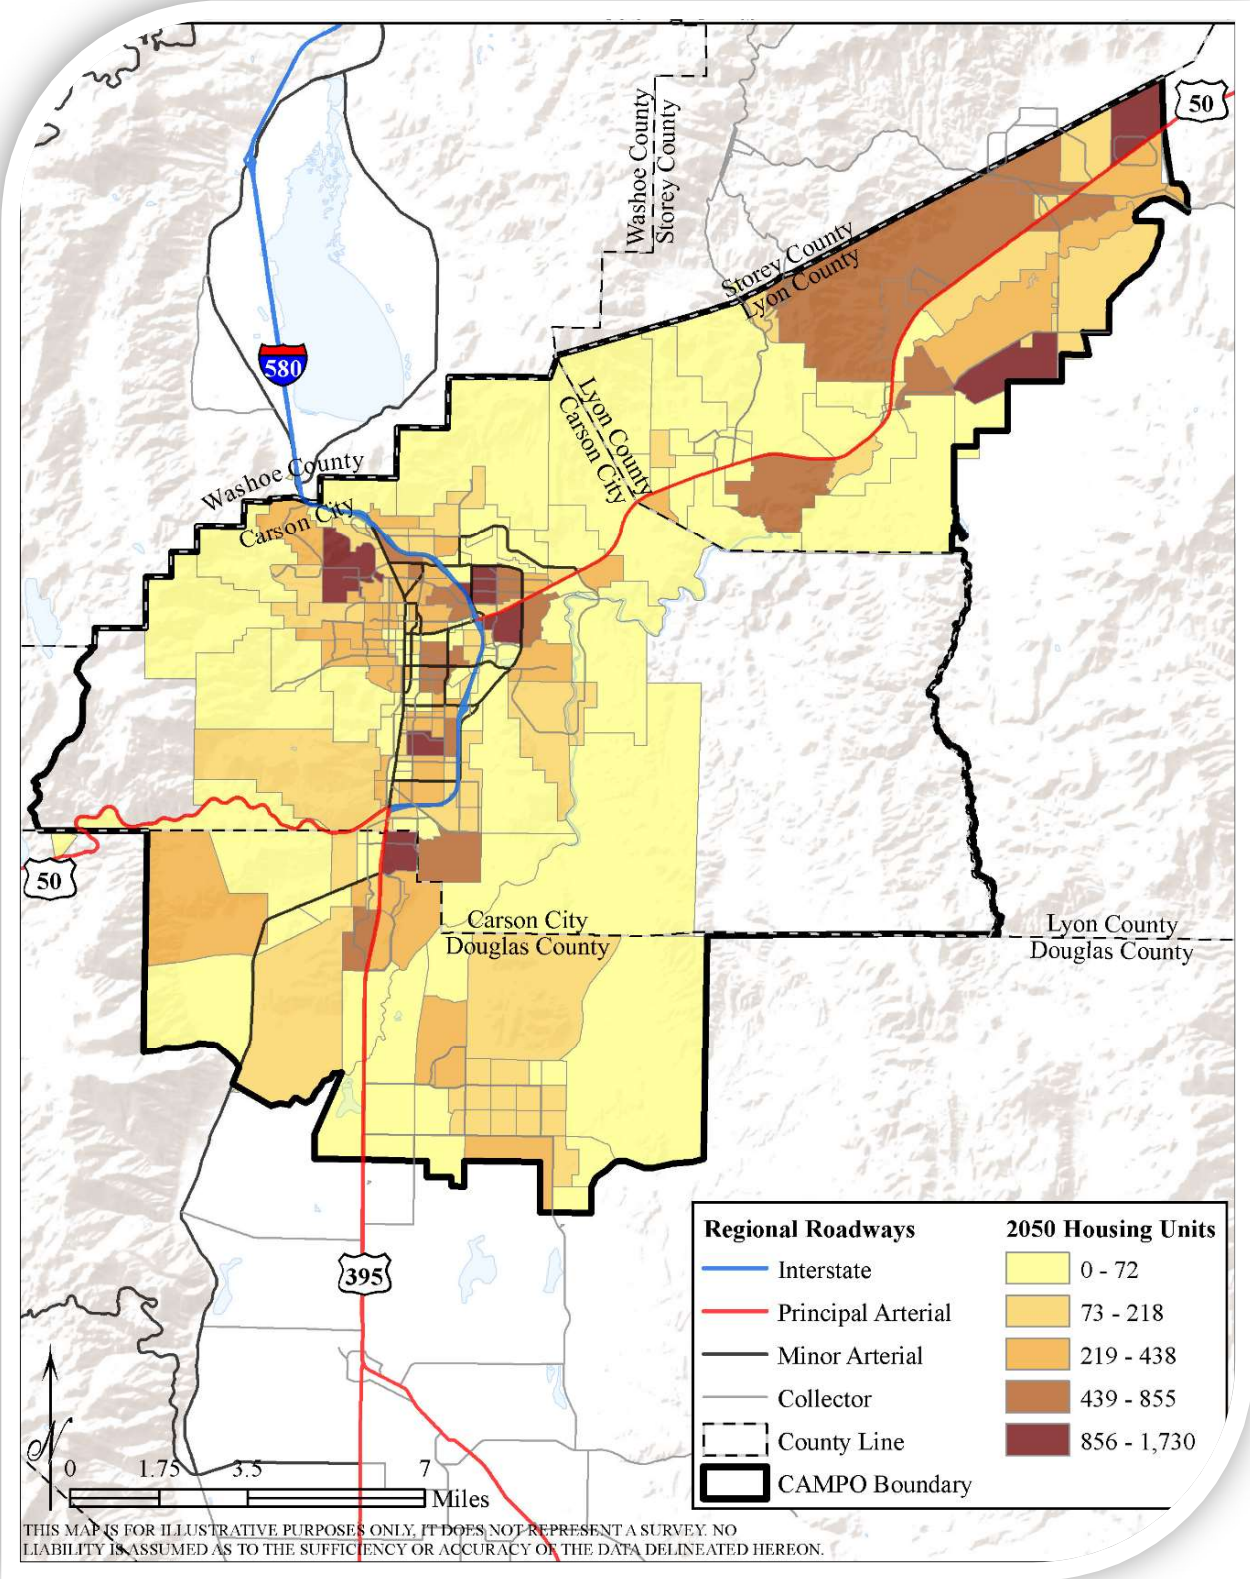 50
Washoe County
Storey County
Storey County
Lyon County
580
Lyon County
Carson City
Washoe County
Carson City
50
Carson City
Douglas County
Lyon County
Douglas County
395
Regional Roadways
Interstate
Principal Arterial
Minor Arterial
Collector
County Line
CAMPO Boundary
2050 Housing Units
0 - 72
73 - 218
219 - 438
439 - 855
856 - 1,730
N
0 1.75 3.5 7
Miles
THIS MAP IS FOR ILLUSTRATIVE PURPOSES ONLY, IT DOES NOT REPRESENT A SURVEY. NO
LIABILITY IS ASSUMED AS TO THE SUFFICIENCY OR ACCURACY OF THE DATA DELINEATED HEREON.